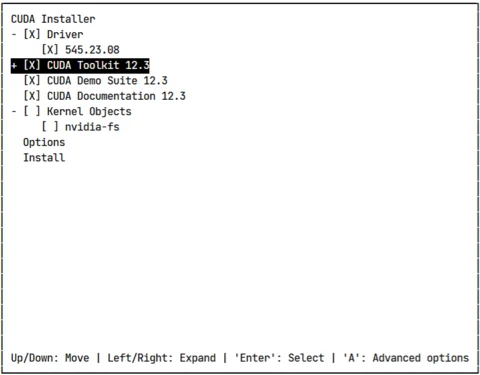 CUDA Installer
- [X] Driver
[X] 545.23.08
+ [X] CUDA Toolkit 12.3
[X] CUDA Demo Suite 12.3
[X] CUDA Documentation 12.3
- [ ] Kernel Objects
[ ] nvidia-fs
Options
Install
Up/Down: Move | Left/Right: Expand | 'Enter': Select | 'A': Advanced options